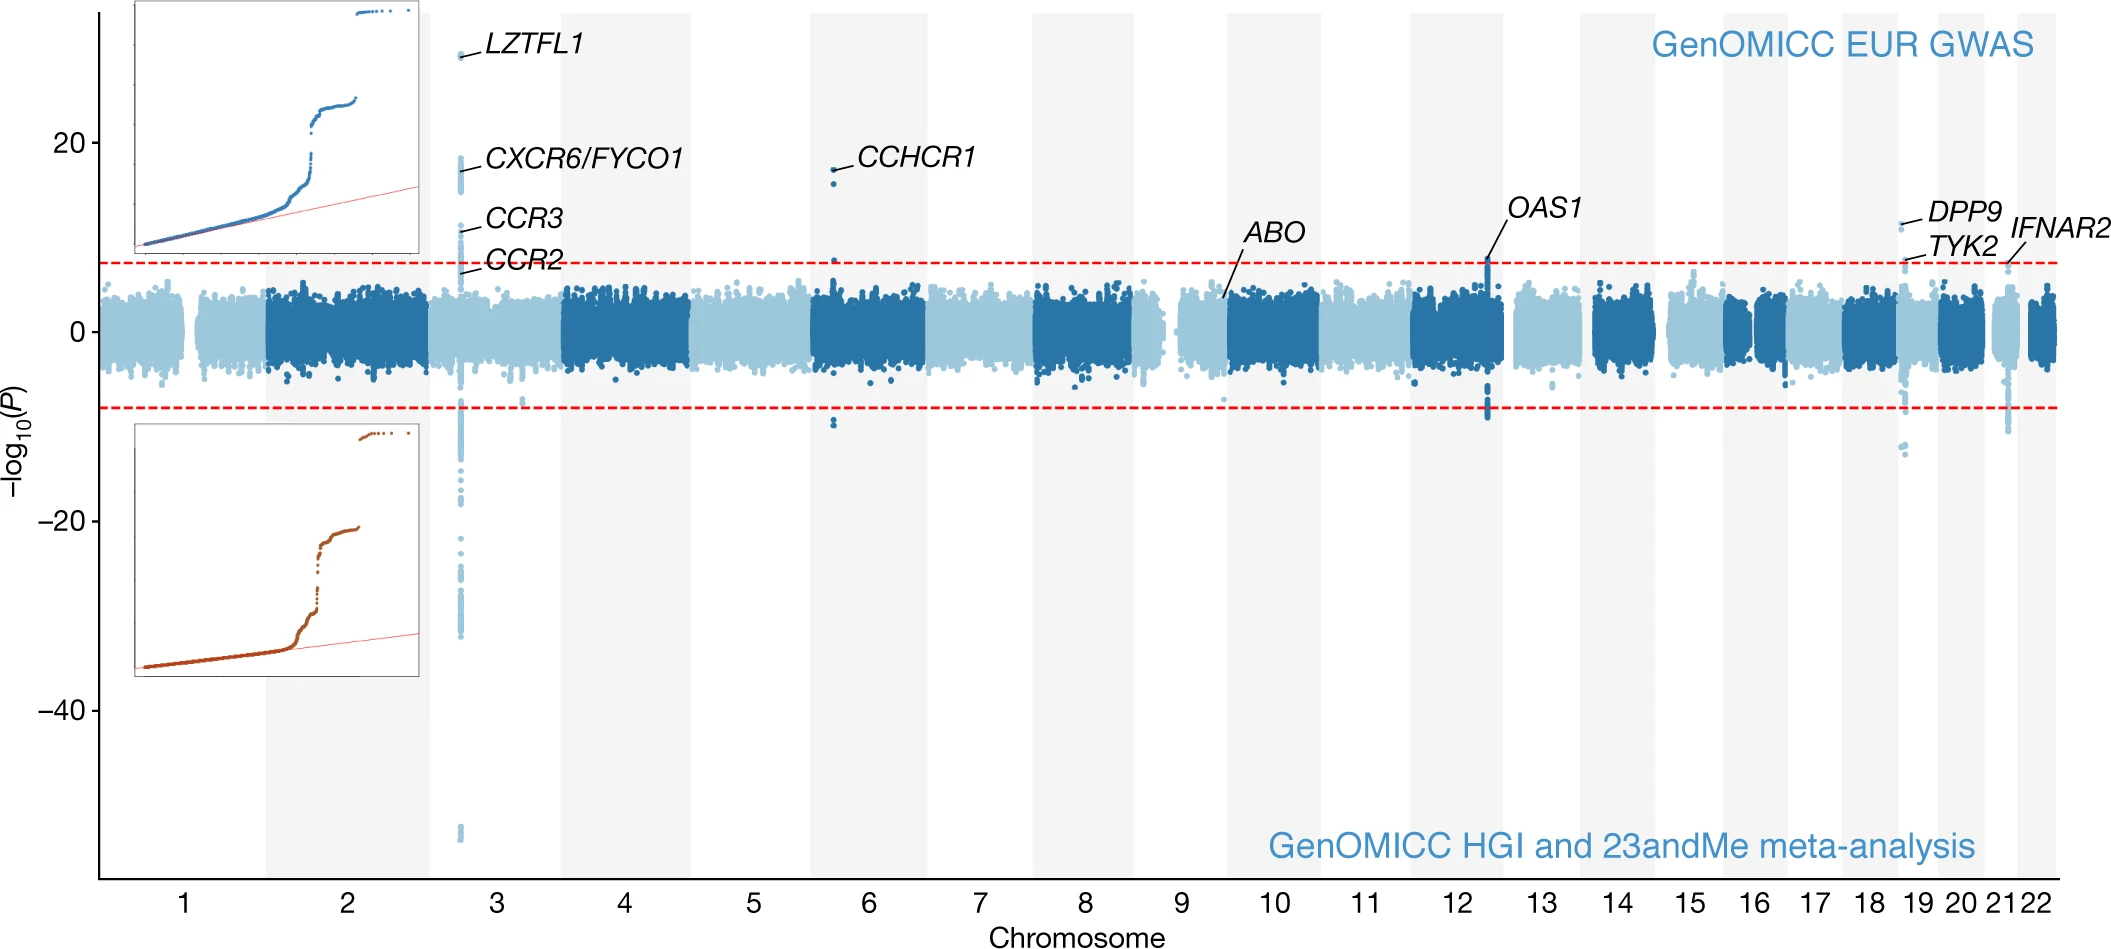 GenOMICC EUR GWAS
LZTFL1
20
CXCR6/FYCO1
CCHCR1
CCR3
OAS1
DPP9
ABO
IFNAR2
CCR2
TYK2
0
–log10(P)
–20
–40
GenOMICC HGI and 23andMe meta-analysis
1 2 3 4 5 6 7 8 9 10 11 12 13 14 15 16 17 18 19 20 21 22
Chromosome